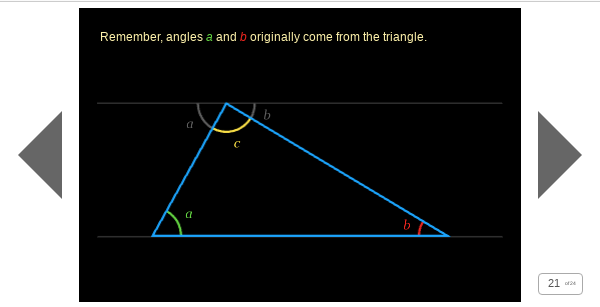 Remember, angles a and b originally come from the triangle.
a
b
c
a
b
21 of 24